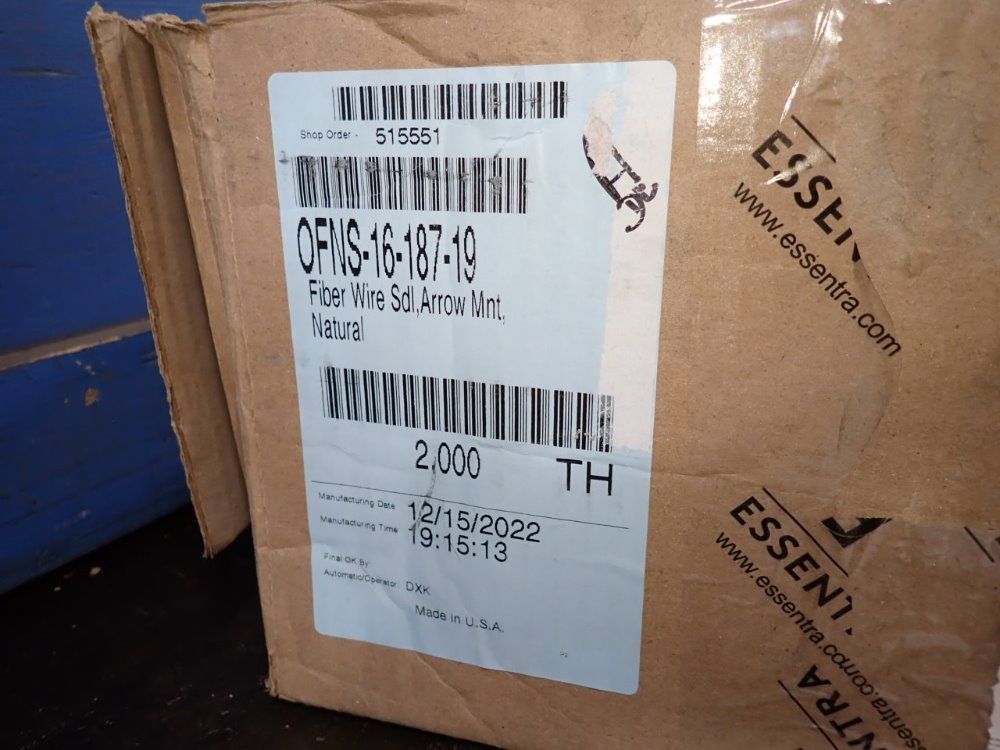 Shop Order - 515551
OFNS-16-187-19
Fiber Wire Sdl,Arrow Mnt,
Natural
2,000 TH
Manufacturing Date 12/15/2022
Manufacturing Time 19:15:13
Final OK By
Automatic/Operator DXK
Made in U.S.A.
www.essentra.com
www.essentra.com